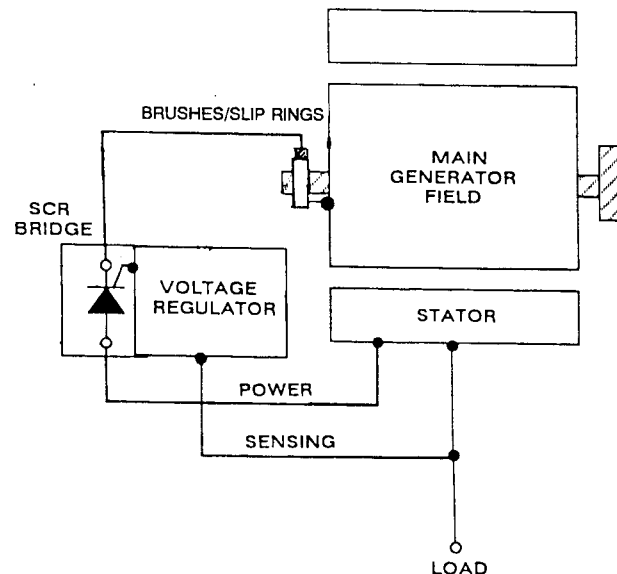 BRUSHES/SLIP RINGS
MAIN
GENERATOR
FIELD
SCR
BRIDGE
VOLTAGE
REGULATOR
STATOR
POWER
SENSING
LOAD